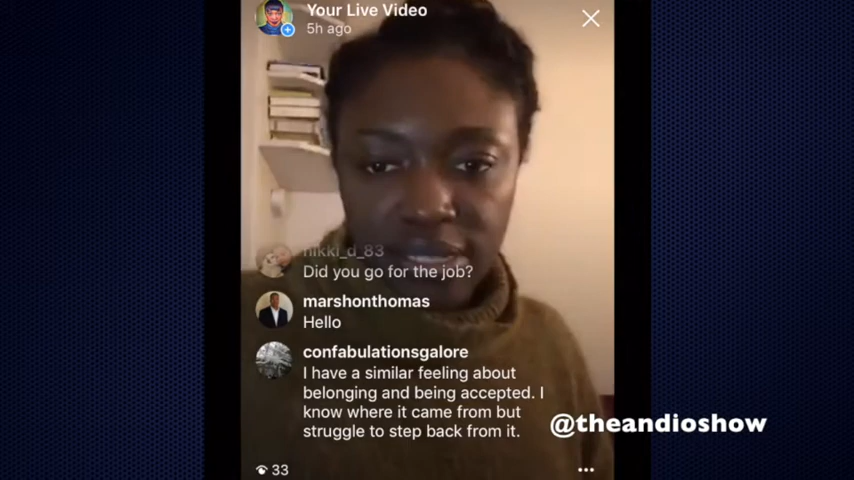 Your Live Video
5h ago
nikki_d_83
Did you go for the job?
marshonthomas
Hello
confabulationsgalore
I have a similar feeling about
belonging and being accepted. I
know where it came from but
struggle to step back from it.
@theandioshow
33